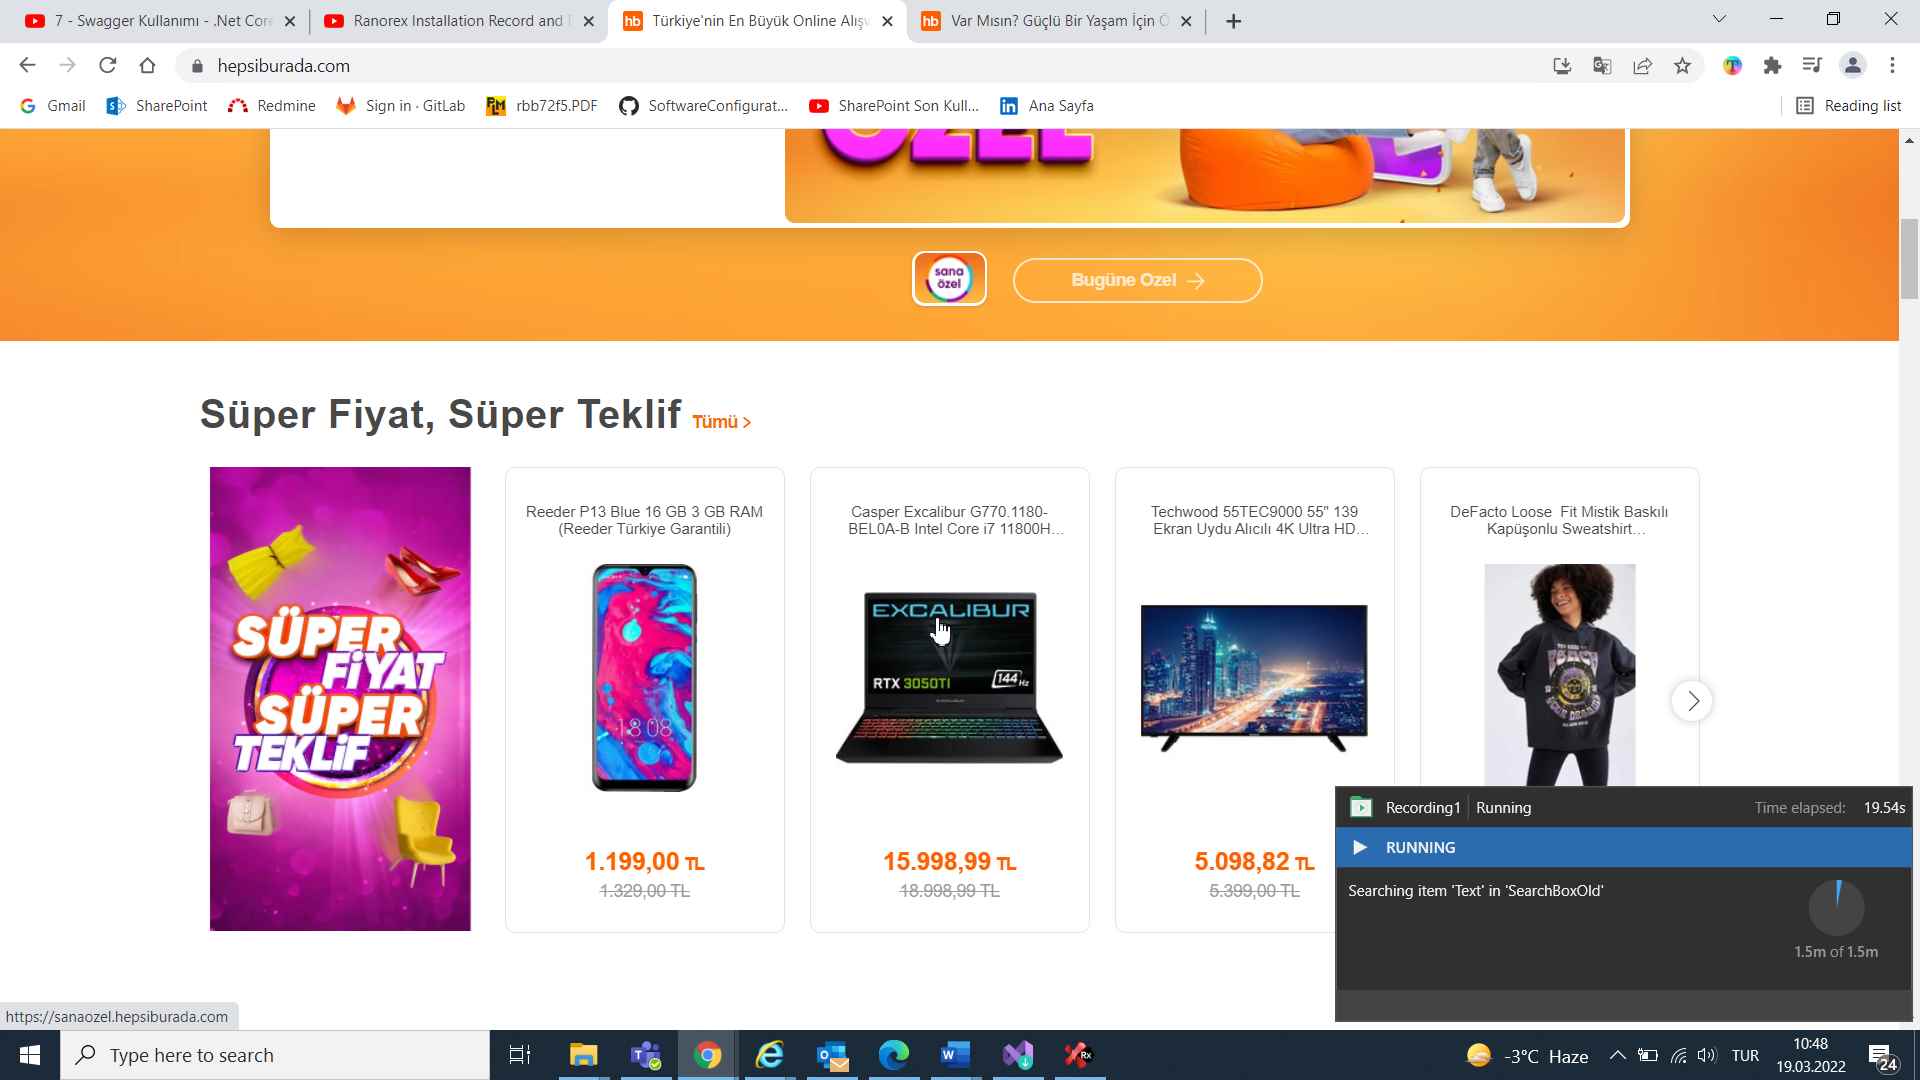 7 - Swagger Kullanımı - .Net Core
Ranorex Installation Record and
Türkiye'nin En Büyük Online Alışv
Var Mısın? Güçlü Bir Yaşam İçin Ö
hepsiburada.com
Gmail
SharePoint
Redmine
Sign in · GitLab
rbb72f5.PDF
SoftwareConfigurat...
SharePoint Son Kull...
Ana Sayfa
Reading list
ÖZEL
sana
özel
Bugüne Özel
Süper Fiyat, Süper Teklif Tümü >
SÜPER
FİYAT
SÜPER
TEKLİF
Reeder P13 Blue 16 GB 3 GB RAM
(Reeder Türkiye Garantili)
18 08
1.199,00 TL
1.329,00 TL
Casper Excalibur G770.1180-
BEL0A-B Intel Core i7 11800H...
EXCALIBUR
RTX 3050TI
144 Hz
15.998,99 TL
18.998,99 TL
Techwood 55TEC9000 55" 139
Ekran Uydu Alıcılı 4K Ultra HD...
5.098,82 TL
5.399,00 TL
DeFacto Loose Fit Mistik Baskılı
Kapüşonlu Sweatshirt...
Recording1 Running
Time elapsed: 19.54s
RUNNING
Searching item 'Text' in 'SearchBoxOld'
1.5m of 1.5m
https://sanaozel.hepsiburada.com
Type here to search
-3°C Haze
TUR
10:48
19.03.2022
24